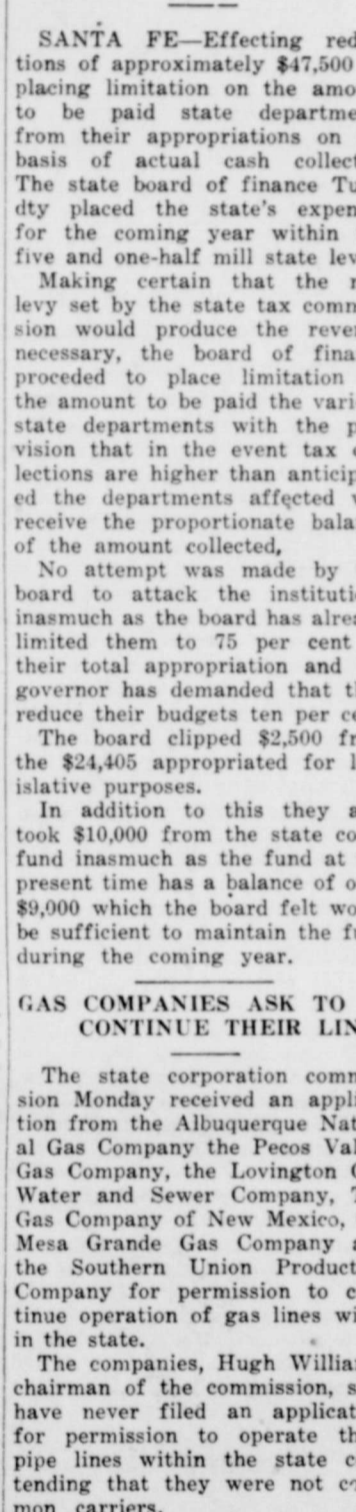 SANTA FE—Effecting red
tions of approximately $47,500
placing limitation on the amo
to be paid state departme
from their appropriations on
basis of actual cash collect
The state board of finance Tu
dty placed the state's expen
for the coming year within
five and one-half mill state lev
Making certain that the r
levy set by the state tax comm
sion would produce the reve
necessary, the board of fina
proceded to place limitation
the amount to be paid the vari
state departments with the p
vision that in the event tax c
lections are higher than anticip
ed the departments affected w
receive the proportionate bala
of the amount collected,
No attempt was made by
board to attack the instituti
inasmuch as the board has alre
limited them to 75 per cent
their total appropriation and
governor has demanded that th
reduce their budgets ten per ce
The board clipped $2,500 fr
the $24,405 appropriated for l
islative purposes.
In addition to this they a
took $10,000 from the state co
fund inasmuch as the fund at
present time has a balance of o
$9,000 which the board felt wo
be sufficient to maintain the fu
during the coming year.
GAS COMPANIES ASK TO
CONTINUE THEIR LIN
The state corporation comm
sion Monday received an appli
tion from the Albuquerque Nat
al Gas Company the Pecos Val
Gas Company, the Lovington G
Water and Sewer Company, T
Gas Company of New Mexico,
Mesa Grande Gas Company a
the Southern Union Product
Company for permission to c
tinue operation of gas lines wi
in the state.
The companies, Hugh Willia
chairman of the commission, s
have never filed an applicat
for permission to operate th
pipe lines within the state c
tending that they were not co
mon carriers.